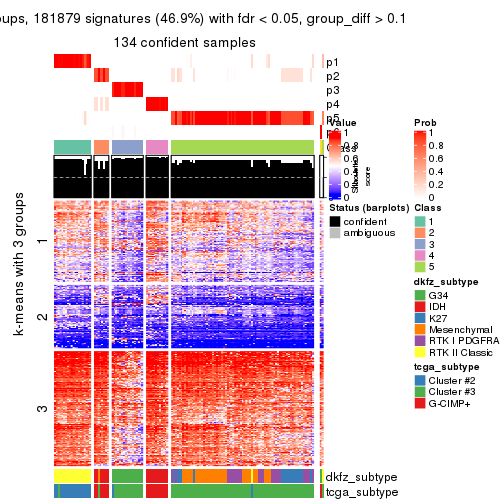 oups, 181879 signatures (46.9%) with fdr < 0.05, group_diff > 0.1
134 confident samples
p1
p2
p3
p4
p5
Value
1
0.8
0.6
0.4
0.2
0
Prob
1
0.8
0.6
0.4
0.2
0
Silhouette
score
k-means with 3 groups
1
2
3
Status (barplots)
confident
ambiguous
Class
1
2
3
4
5
dkfz_subtype
G34
IDH
K27
Mesenchymal
RTK I PDGFRA
RTK II Classic
tcga_subtype
Cluster #2
Cluster #3
G-CIMP+
dkfz_subtype
tcga_subtype